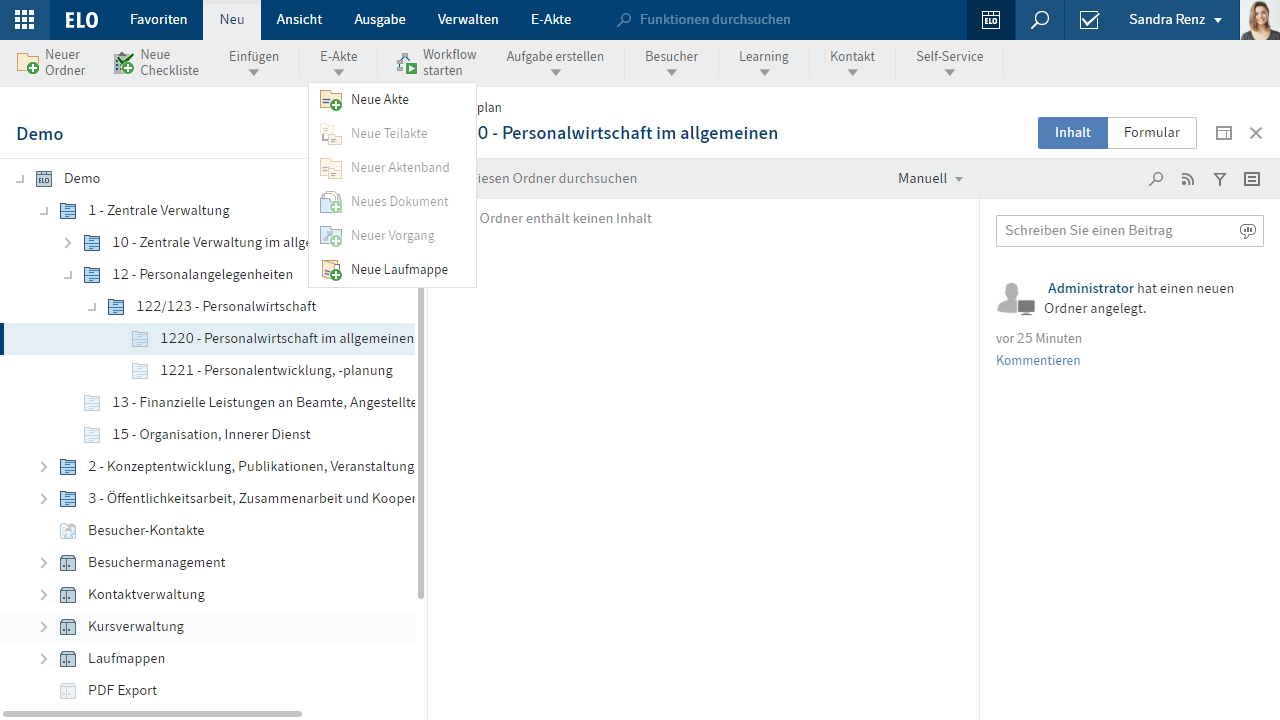 ELO Favoriten Neu Ansicht Ausgabe Verwalten E-Akte Funktionen durchsuchen ELO Sandra Renz
Neuer Ordner
Neue Checkliste
Einfügen
E-Akte
Workflow starten
Aufgabe erstellen
Besucher
Learning
Kontakt
Self-Service
Neue Akte
Neue Teilakte
Neuer Aktenband
Neues Dokument
Neuer Vorgang
Neue Laufmappe
Demo
ELO Demo
1 - Zentrale Verwaltung
10 - Zentrale Verwaltung im allge
12 - Personalangelegenheiten
122/123 - Personalwirtschaft
1220 - Personalwirtschaft im allgemeinen
1221 - Personalentwicklung, -planung
13 - Finanzielle Leistungen an Beamte, Angestellte
15 - Organisation, Innerer Dienst
2 - Konzeptentwicklung, Publikationen, Veranstaltung
3 - Öffentlichkeitsarbeit, Zusammenarbeit und Kooper
Besucher-Kontakte
Besuchermanagement
Kontaktverwaltung
Kursverwaltung
Laufmappen
PDF Export
plan
0 - Personalwirtschaft im allgemeinen
Inhalt Formular
iesen Ordner durchsuchen Manuell
Ordner enthält keinen Inhalt
Schreiben Sie einen Beitrag
Administrator hat einen neuen
Ordner angelegt.
vor 25 Minuten
Kommentieren